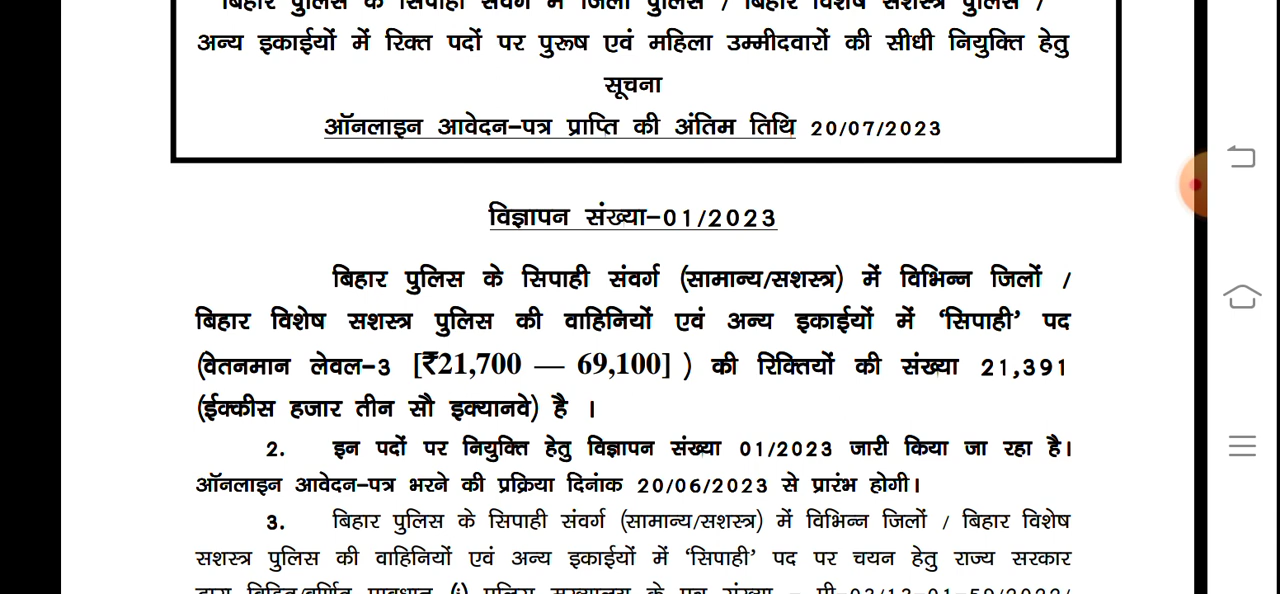 बिहार पुलिस के सिपाही संवर्ग में जिला पुलिस / बिहार विशेष सशस्त्र पुलिस /
अन्य इकाईयों में रिक्त पदों पर पुरूष एवं महिला उम्मीदवारों की सीधी नियुक्ति हेतु
सूचना
ऑनलाइन आवेदन–पत्र प्राप्ति की अंतिम तिथि 20/07/2023
विज्ञापन संख्या–01/2023
बिहार पुलिस के सिपाही संवर्ग (सामान्य/सशस्त्र) में विभिन्न जिलों /
बिहार विशेष सशस्त्र पुलिस की वाहिनियों एवं अन्य इकाईयों में ‘सिपाही’ पद
(वेतनमान लेवल–3 [₹21,700 — 69,100] ) की रिक्तियों की संख्या 21,391
(ईक्कीस हजार तीन सौ इक्यानवे) है ।
2. इन पदों पर नियुक्ति हेतु विज्ञापन संख्या 01/2023 जारी किया जा रहा है।
ऑनलाइन आवेदन–पत्र भरने की प्रक्रिया दिनांक 20/06/2023 से प्रारंभ होगी।
3. बिहार पुलिस के सिपाही संवर्ग (सामान्य/सशस्त्र) में विभिन्न जिलों / बिहार विशेष
सशस्त्र पुलिस की वाहिनियों एवं अन्य इकाईयों में ‘सिपाही’ पद पर चयन हेतु राज्य सरकार